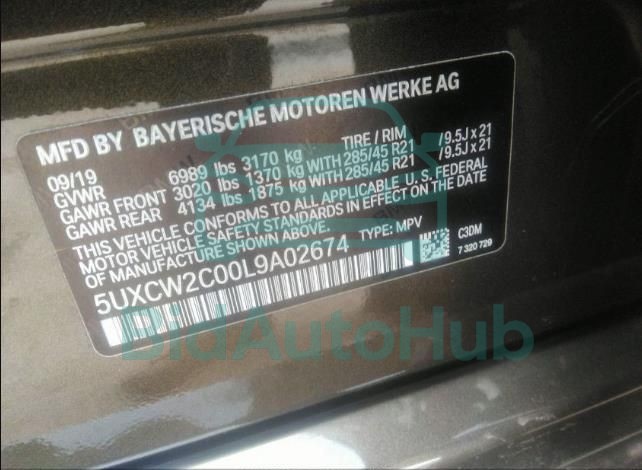 MFD BY BAYERISCHE MOTOREN WERKE AG
09/19 TIRE / RIM
GVWR 6989 lbs 3170 kg
GAWR FRONT 3020 lbs 1370 kg WITH 285/45 R21 /9.5J x 21
GAWR REAR 4134 lbs 1875 kg WITH 285/45 R21 /9.5J x 21
THIS VEHICLE CONFORMS TO ALL APPLICABLE U. S. FEDERAL
MOTOR VEHICLE SAFETY STANDARDS IN EFFECT ON THE DATE
OF MANUFACTURE SHOWN ABOVE.
5UXCW2C00L9A02674 TYPE: MPV C3DM
7 320 729
BidAutoHub